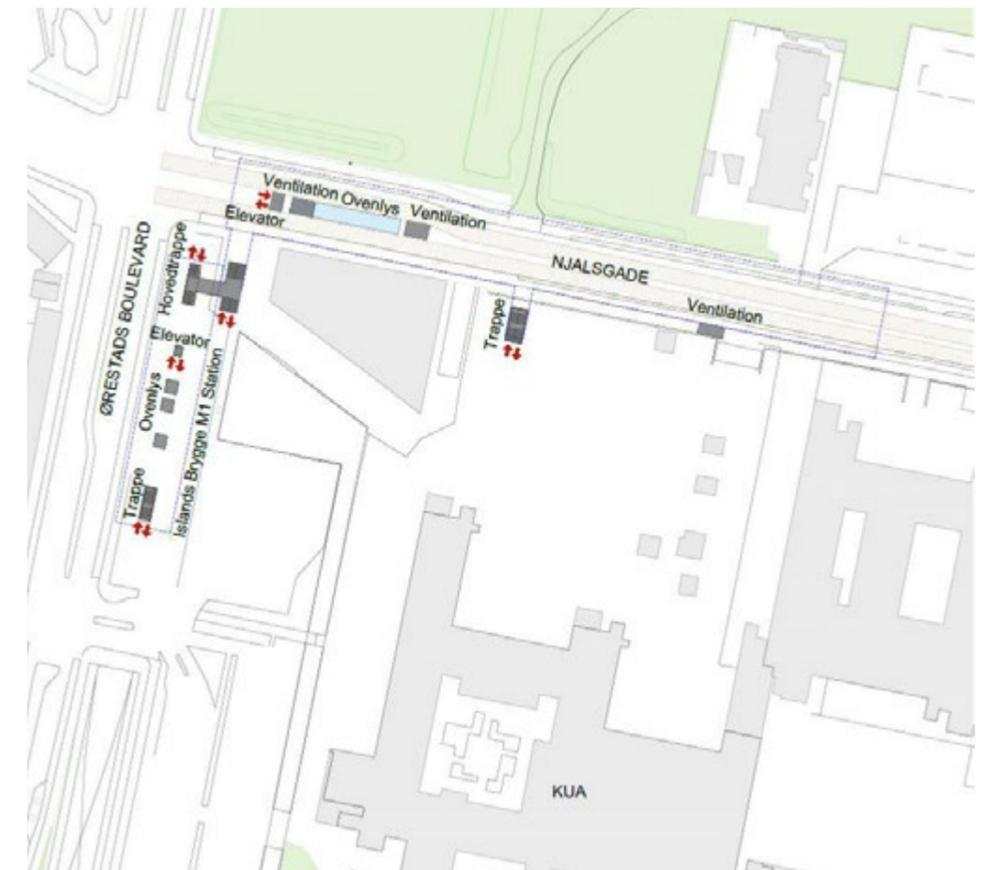 Ventilation
Ovenlys
Ventilation
Elevator
NJALSGADE
Ventilation
ØRESTADS BOULEVARD
Hovedtrappe
Trappe
Elevator
Ovenlys
Islands Brygge M1 Station
Trappe
KUA